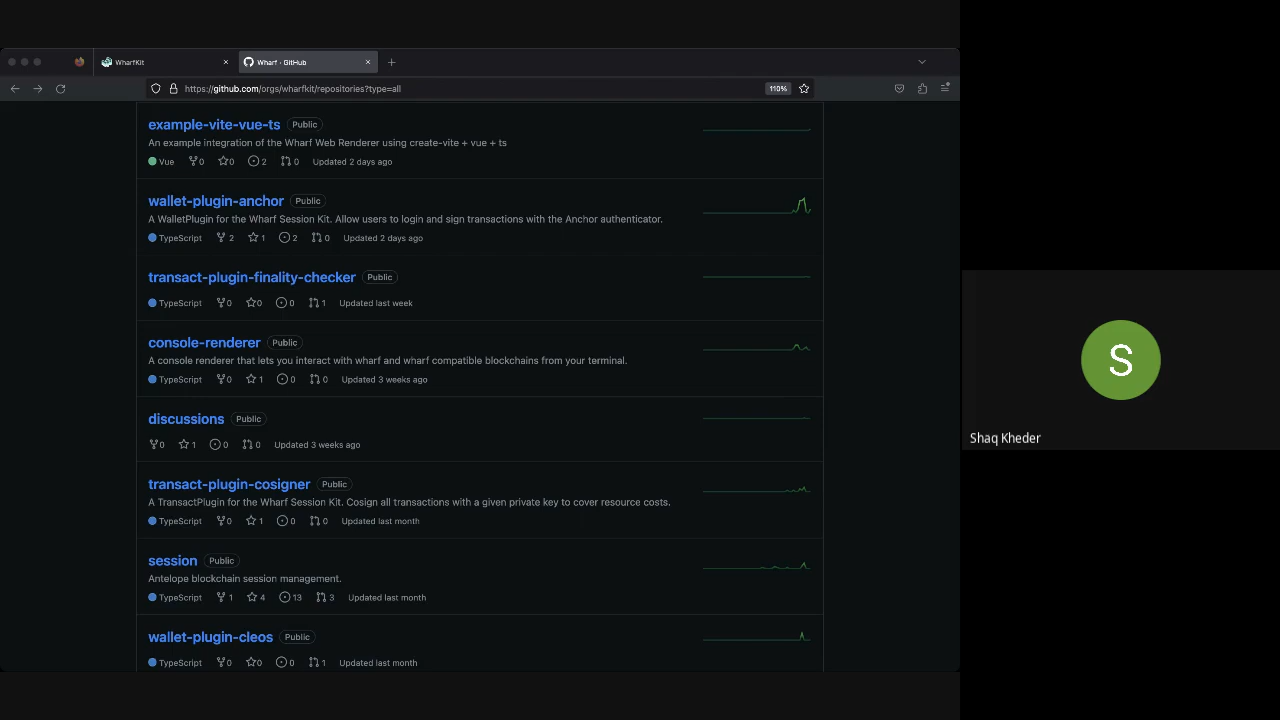 WharfKit
Wharf · GitHub
https://github.com/orgs/wharfkit/repositories?type=all
110%
example-vite-vue-ts Public
An example integration of the Wharf Web Renderer using create-vite + vue + ts
Vue 0 0 2 0 Updated 2 days ago
wallet-plugin-anchor Public
A WalletPlugin for the Wharf Session Kit. Allow users to login and sign transactions with the Anchor authenticator.
TypeScript 2 1 2 0 Updated 2 days ago
transact-plugin-finality-checker Public
TypeScript 0 0 0 1 Updated last week
console-renderer Public
A console renderer that lets you interact with wharf and wharf compatible blockchains from your terminal.
TypeScript 0 1 0 0 Updated 3 weeks ago
discussions Public
0 1 0 0 Updated 3 weeks ago
transact-plugin-cosigner Public
A TransactPlugin for the Wharf Session Kit. Cosign all transactions with a given private key to cover resource costs.
TypeScript 0 1 0 0 Updated last month
session Public
Antelope blockchain session management.
TypeScript 1 4 13 3 Updated last month
wallet-plugin-cleos Public
TypeScript 0 0 0 1 Updated last month
S
Shaq Kheder